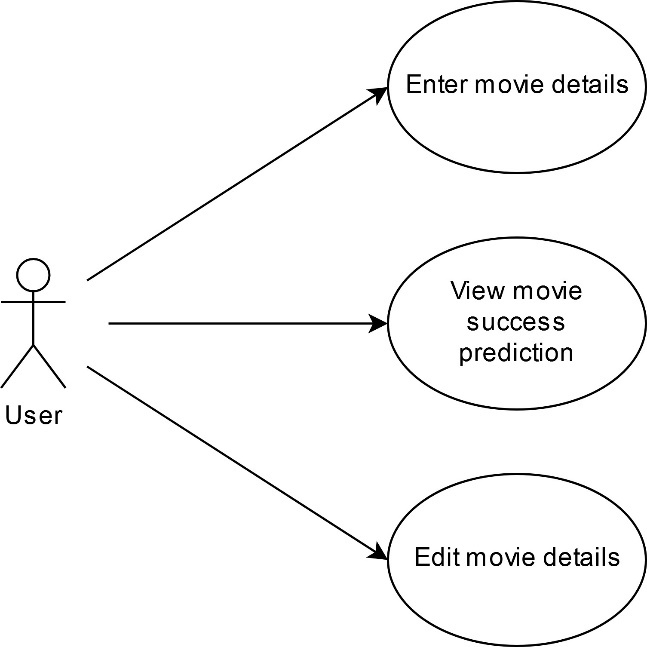 Enter movie details
View movie
success
prediction
User
Edit movie details